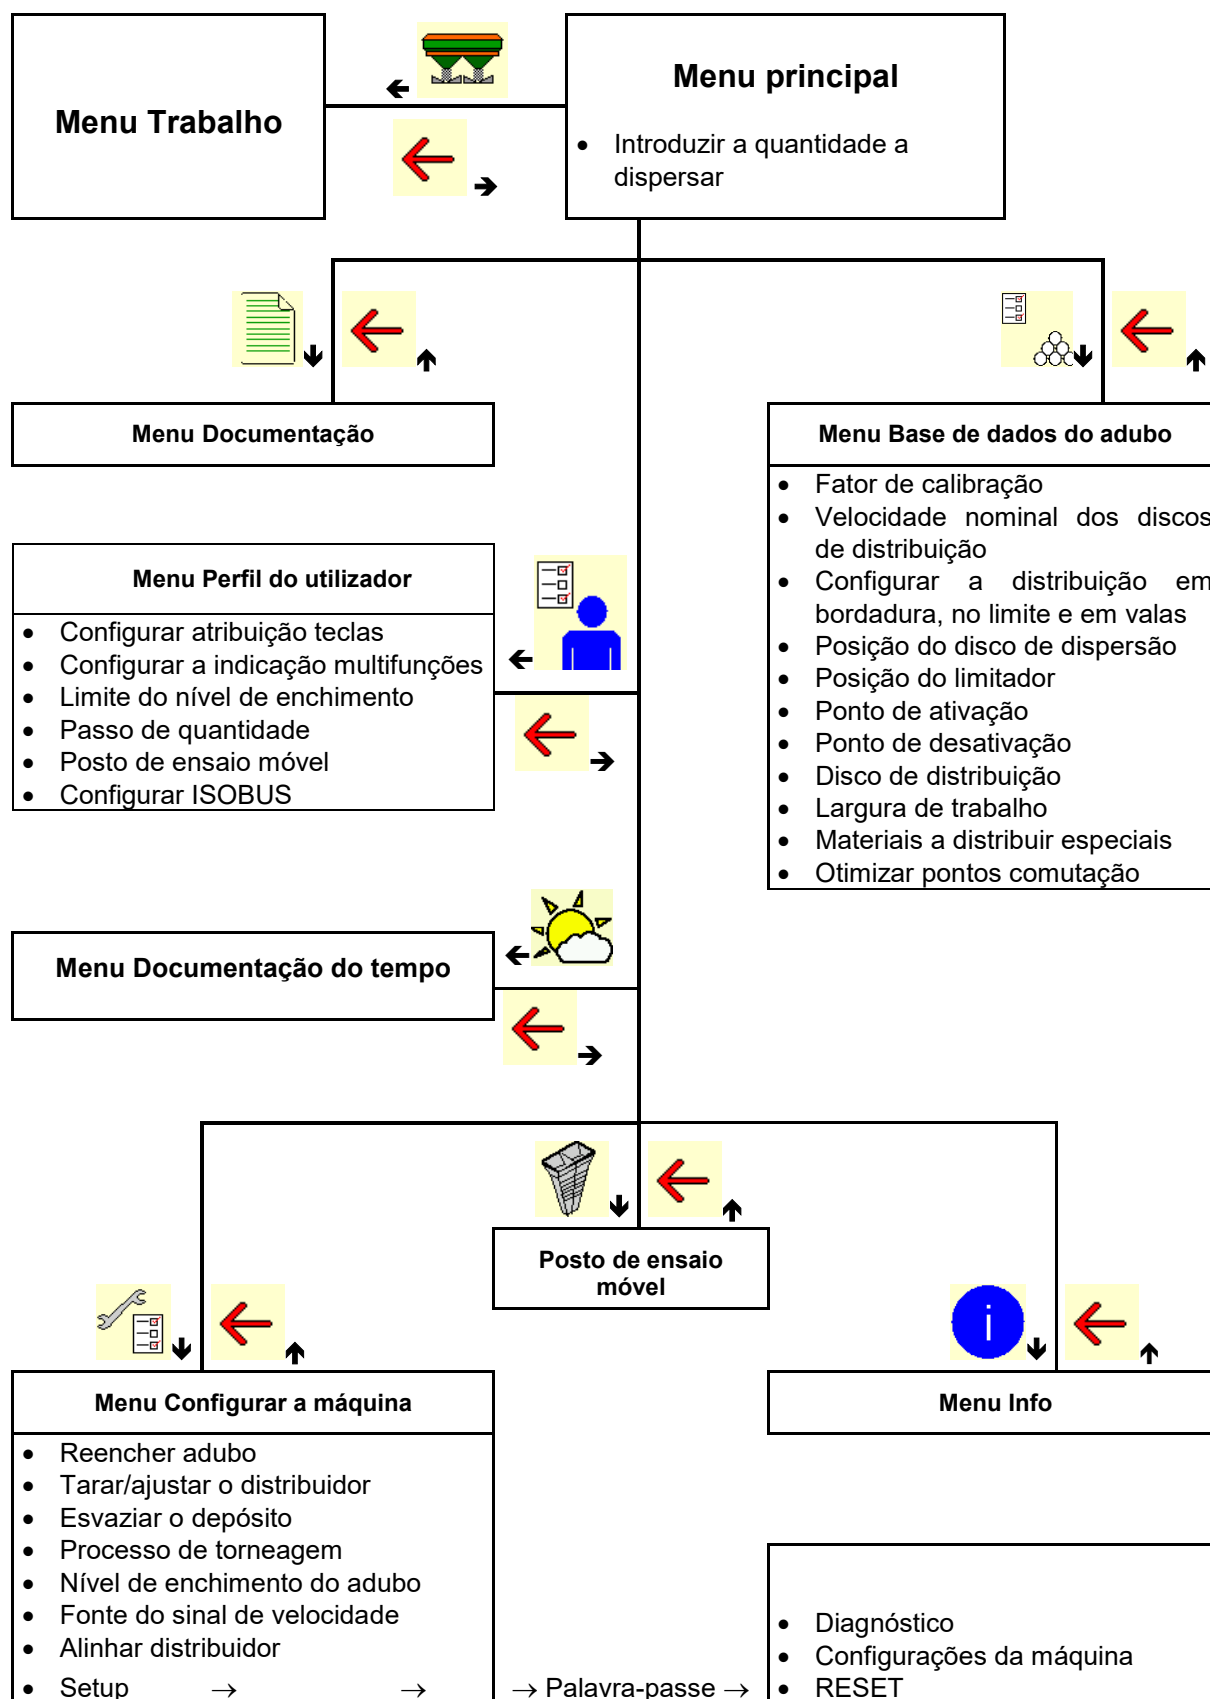 Menu Trabalho
Menu principal
• Introduzir a quantidade a
dispersar
Menu Documentação
Menu Base de dados do adubo
• Fator de calibração
• Velocidade nominal dos discos
de distribuição
• Configurar a distribuição em
bordadura, no limite e em valas
• Posição do disco de dispersão
• Posição do limitador
• Ponto de ativação
• Ponto de desativação
• Disco de distribuição
• Largura de trabalho
• Materiais a distribuir especiais
• Otimizar pontos comutação
Menu Perfil do utilizador
• Configurar atribuição teclas
• Configurar a indicação multifunções
• Limite do nível de enchimento
• Passo de quantidade
• Posto de ensaio móvel
• Configurar ISOBUS
Menu Documentação do tempo
Posto de ensaio
móvel
Menu Configurar a máquina
• Reencher adubo
• Tarar/ajustar o distribuidor
• Esvaziar o depósito
• Processo de torneagem
• Nível de enchimento do adubo
• Fonte do sinal de velocidade
• Alinhar distribuidor
• Setup → → → Palavra-passe →
Menu Info
i
• Diagnóstico
• Configurações da máquina
• RESET